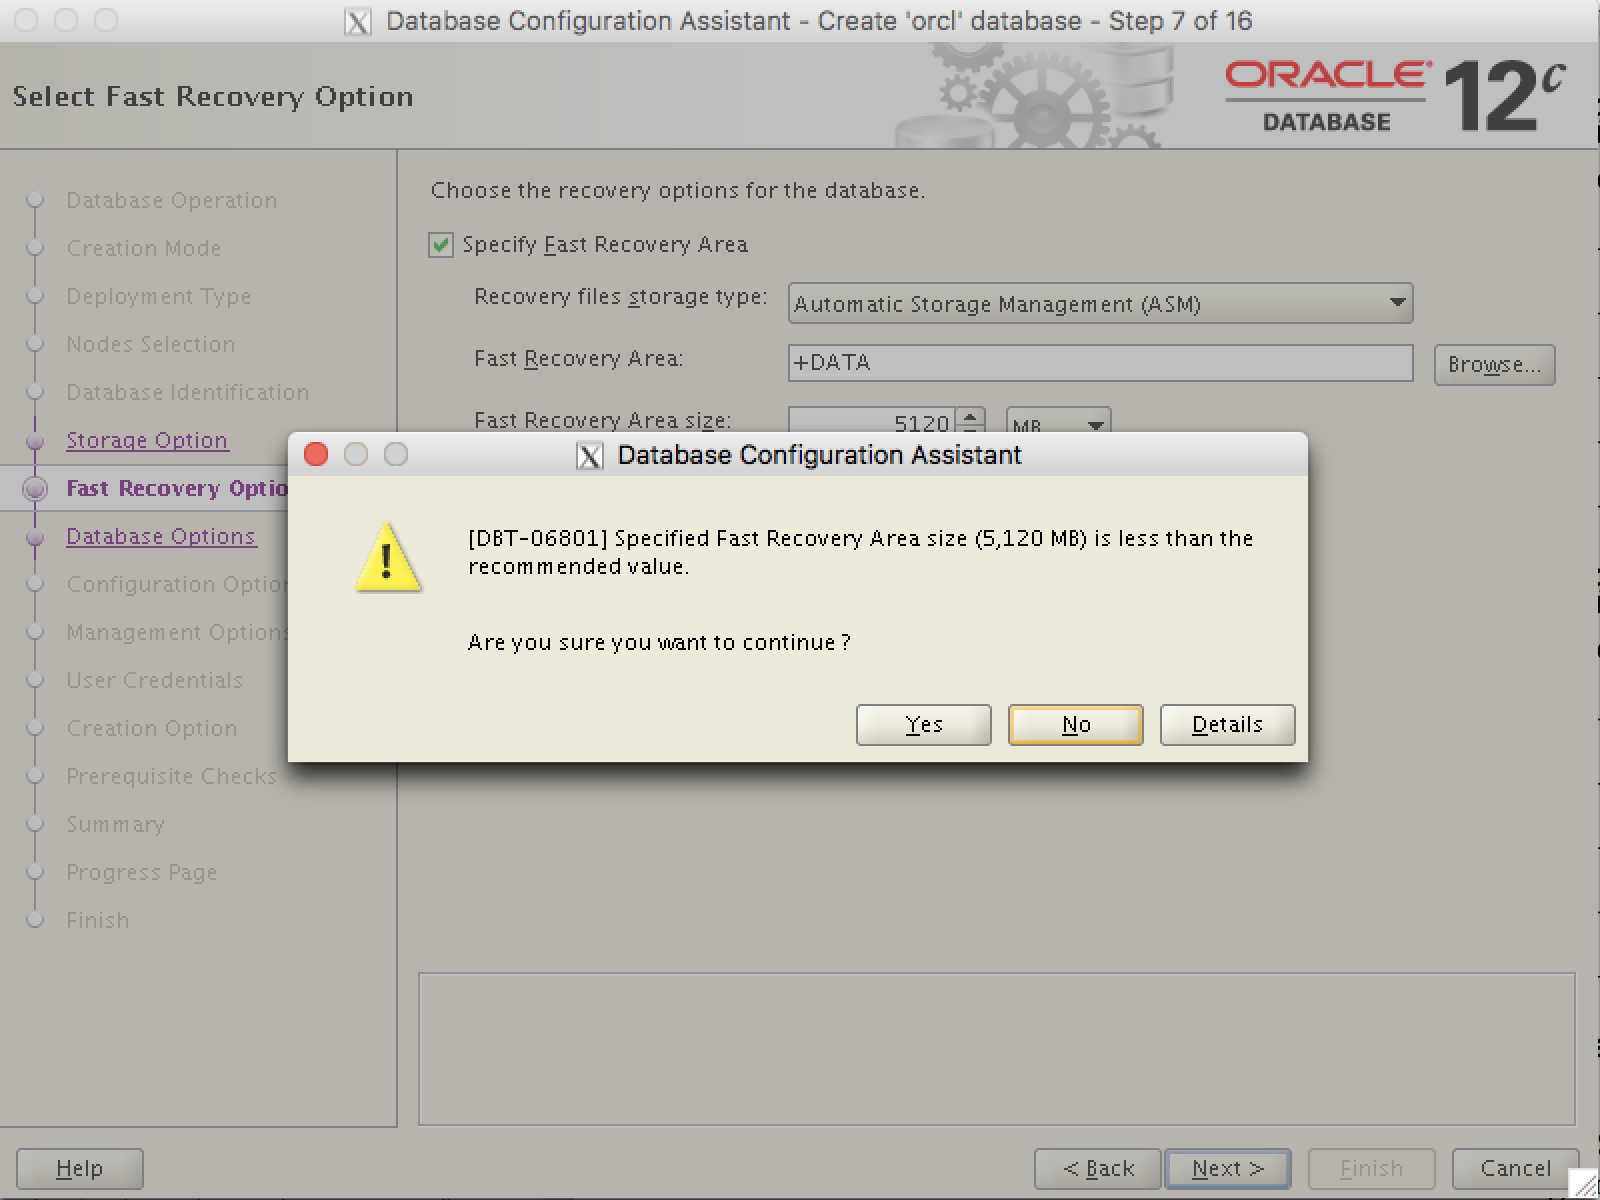 Database Configuration Assistant - Create 'orcl' database - Step 7 of 16
Select Fast Recovery Option
ORACLE
DATABASE
12c
Database Operation
Creation Mode
Deployment Type
Nodes Selection
Database Identification
Storage Option
Fast Recovery Optio
Database Options
Configuration Option
Management Options
User Credentials
Creation Option
Prerequisite Checks
Summary
Progress Page
Finish
Choose the recovery options for the database.
Specify Fast Recovery Area
Recovery files storage type:
Automatic Storage Management (ASM)
Fast Recovery Area:
+DATA
Browse...
Fast Recovery Area size:
5120
MB
Database Configuration Assistant
[DBT-06801] Specified Fast Recovery Area size (5,120 MB) is less than the
recommended value.
Are you sure you want to continue ?
Yes
No
Details
Help
< Back
Next >
Finish
Cancel